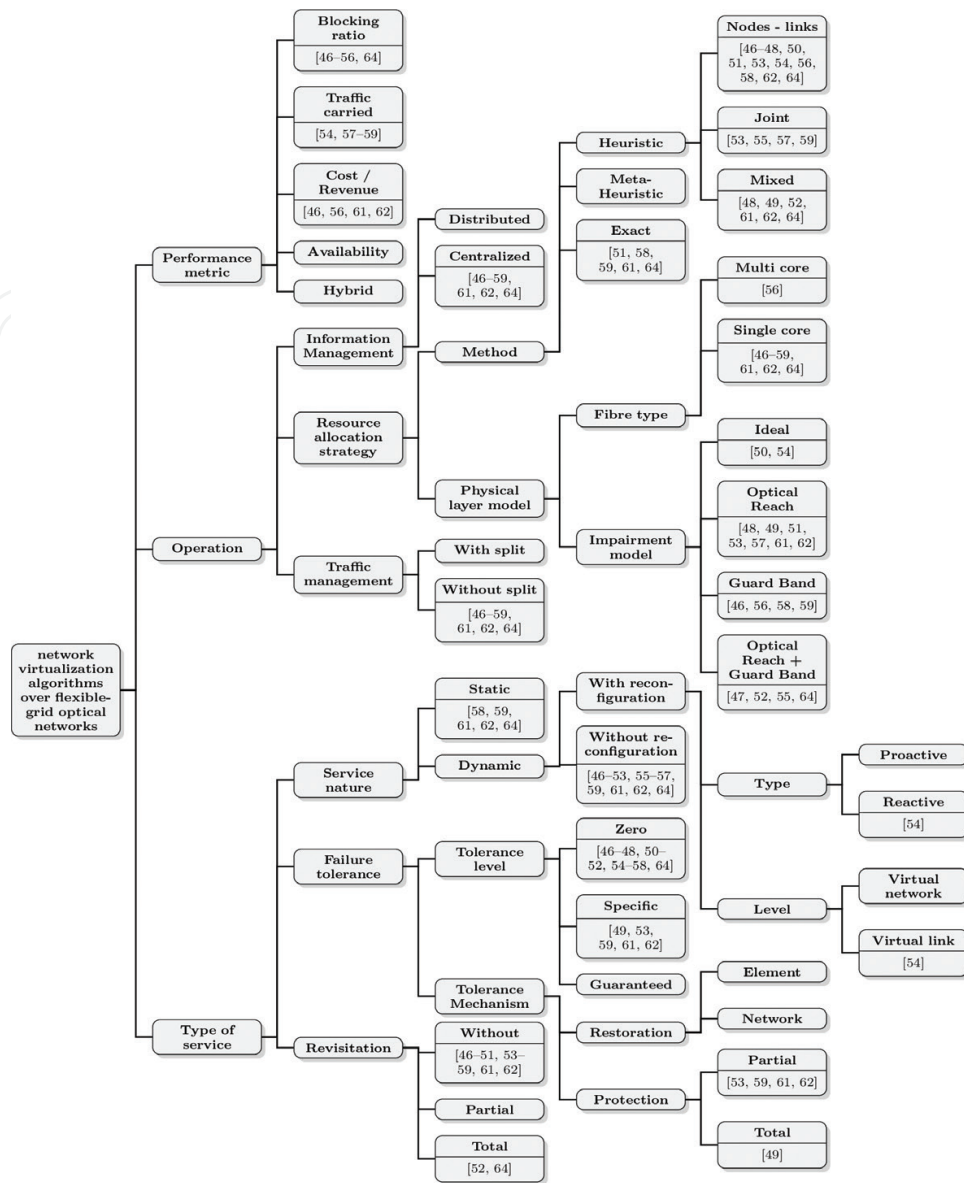 network
virtualization
algorithms
over flexible-
grid optical
networks
Performance
metric
Blocking
ratio
[46–56, 64]
Traffic
carried
[54, 57–59]
Cost /
Revenue
[46, 56, 61, 62]
Availability
Hybrid
Operation
Information
Management
Distributed
Centralized
[46–59,
61, 62, 64]
Resource
allocation
strategy
Method
Heuristic
Nodes - links
[46–48, 50,
51, 53, 54, 56,
58, 62, 64]
Joint
[53, 55, 57, 59]
Mixed
[48, 49, 52,
61, 62, 64]
Meta-
Heuristic
Exact
[51, 58,
59, 61, 64]
Physical
layer model
Fibre type
Multi core
[56]
Single core
[46–59,
61, 62, 64]
Impairment
model
Ideal
[50, 54]
Optical
Reach
[48, 49, 51,
53, 57, 61, 62]
Guard Band
[46, 56, 58, 59]
Optical
Reach +
Guard Band
[47, 52, 55, 64]
Traffic
management
With split
Without split
[46–59,
61, 62, 64]
Type of
service
Service
nature
Static
[58, 59,
61, 62, 64]
Dynamic
With recon-
figuration
Type
Proactive
Reactive
[54]
Level
Virtual
network
Virtual link
[54]
Without re-
configuration
[46–53, 55–57,
59, 61, 62, 64]
Failure
tolerance
Tolerance
level
Zero
[46–48, 50–
52, 54–58, 64]
Specific
[49, 53,
59, 61, 62]
Guaranteed
Tolerance
Mechanism
Restoration
Element
Network
Protection
Partial
[53, 59, 61, 62]
Total
[49]
Revisitation
Without
[46–51, 53–
59, 61, 62]
Partial
Total
[52, 64]